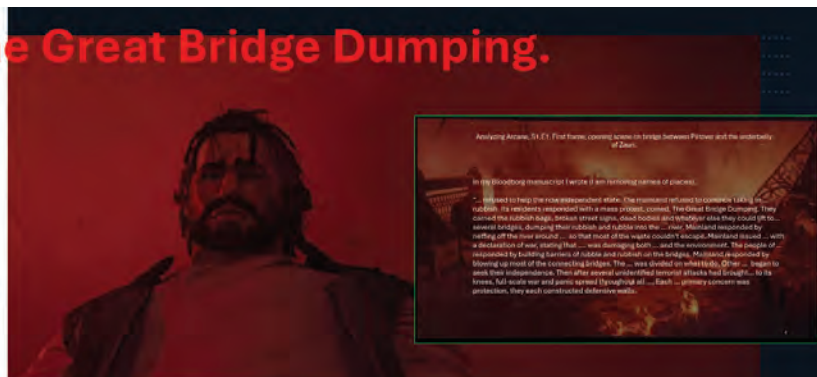 e Great Bridge Dumping.
Analyzing Arcane, S1.E1. First frame, opening scene on bridge between Piltover and the underbelly
of Zaun.
In my Bloodborg manuscript I wrote (I am removing names of places).
"... refused to help the now independent state. The mainland refused to continue taking in
rubbish. Its residents responded with a mass protest, coined, The Great Bridge Dumping. They
carried the rubbish bags, broken street signs, dead bodies and whatever else they could lift to...
several bridges, dumping their rubbish and rubble into the ... river. Mainland responded by
netting off the river around ... so that most of the waste couldn't escape. Mainland issued ... with
a declaration of war, stating that .... was damaging both ... and the environment. The people of ...
responded by building barriers of rubble and rubbish on the bridges. Mainland responded by
blowing up most of the connecting bridges. The ... was divided on what to do. Other ... began to
seek their independence. Then after several unidentified terrorist attacks had brought... to its
knees, full-scale war and panic spread throughout all .... Each ... primary concern was
protection, they each constructed defensive walls.